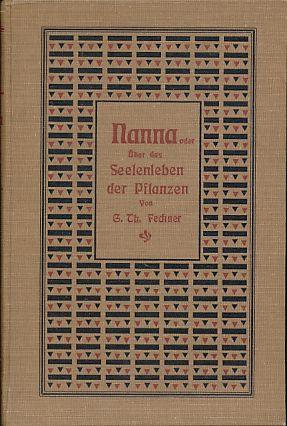 Nanna oder
Über das
Seelenleben
der Pflanzen
Von
G. Th. Fechner